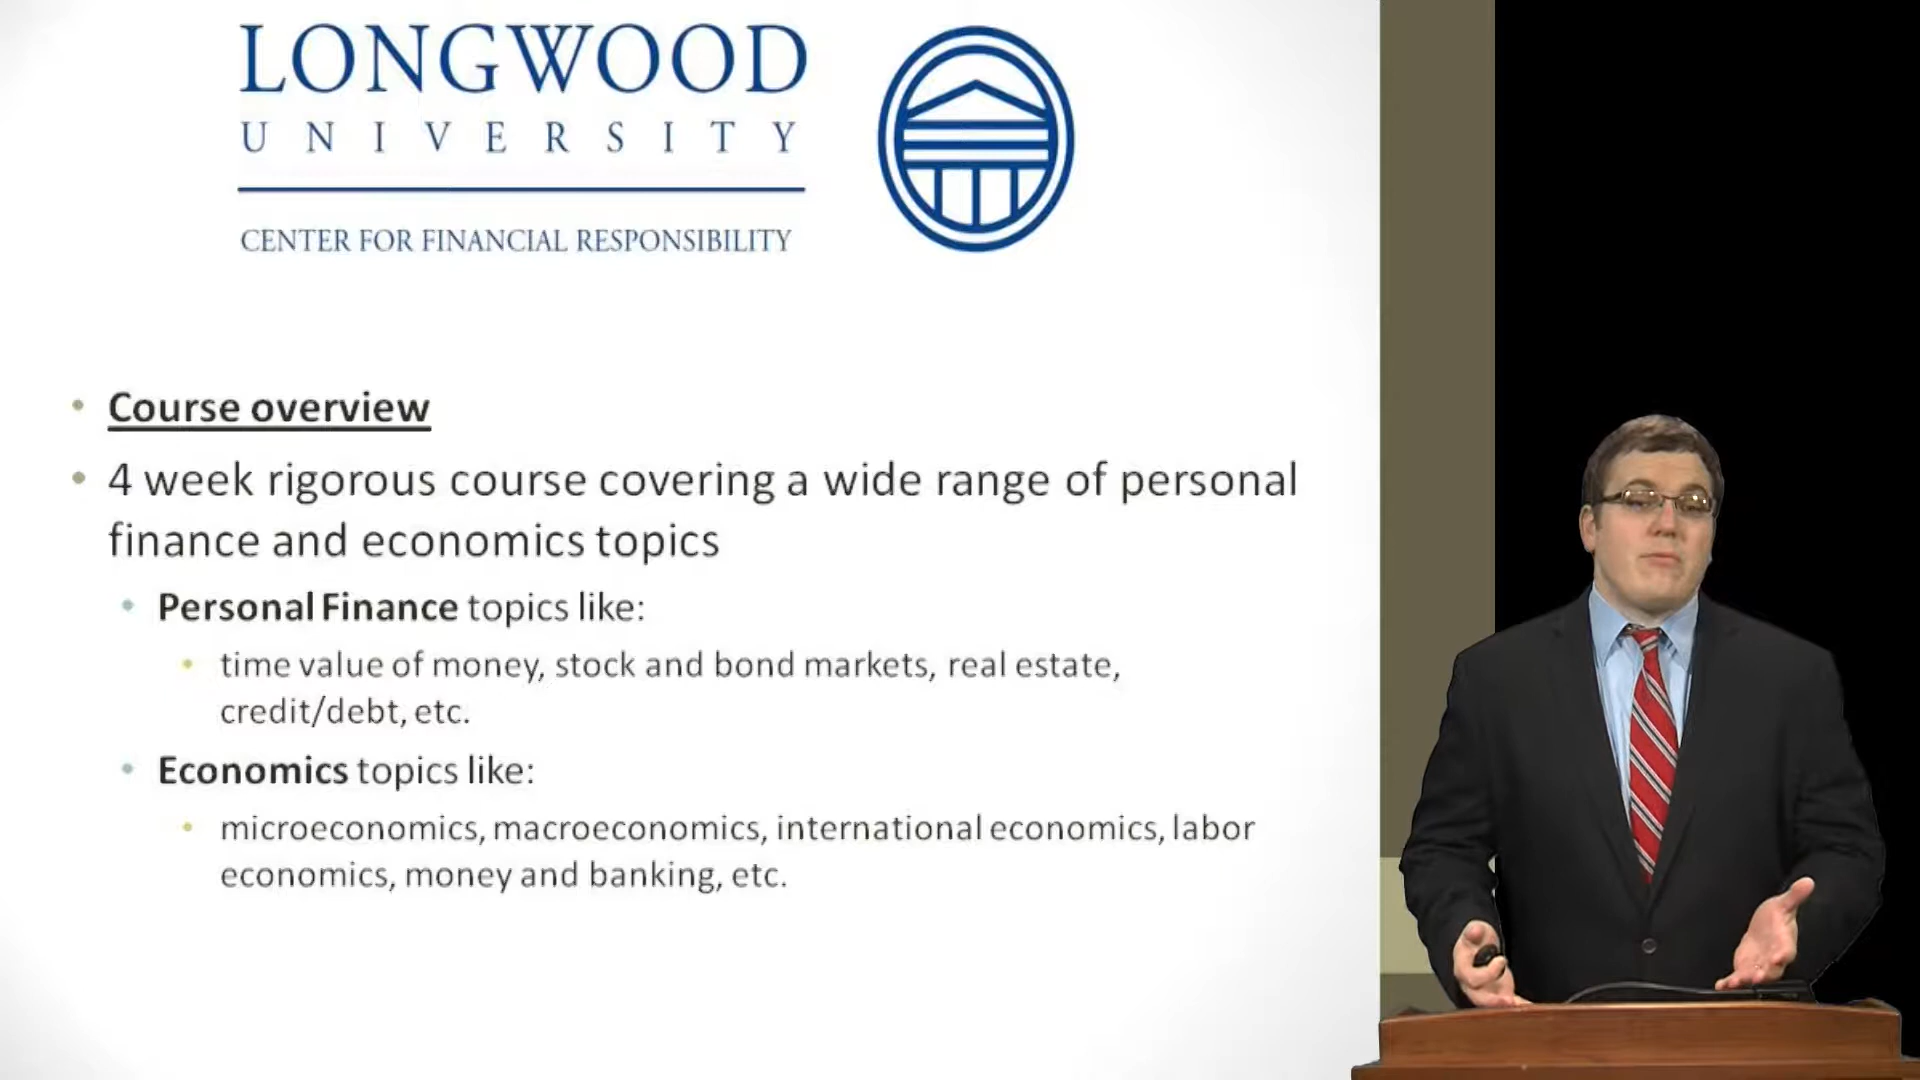 LONGWOOD
UNIVERSITY
CENTER FOR FINANCIAL RESPONSIBILITY
• Course overview
• 4 week rigorous course covering a wide range of personal
finance and economics topics
• Personal Finance topics like:
• time value of money, stock and bond markets, real estate,
credit/debt, etc.
• Economics topics like:
• microeconomics, macroeconomics, international economics, labor
economics, money and banking, etc.